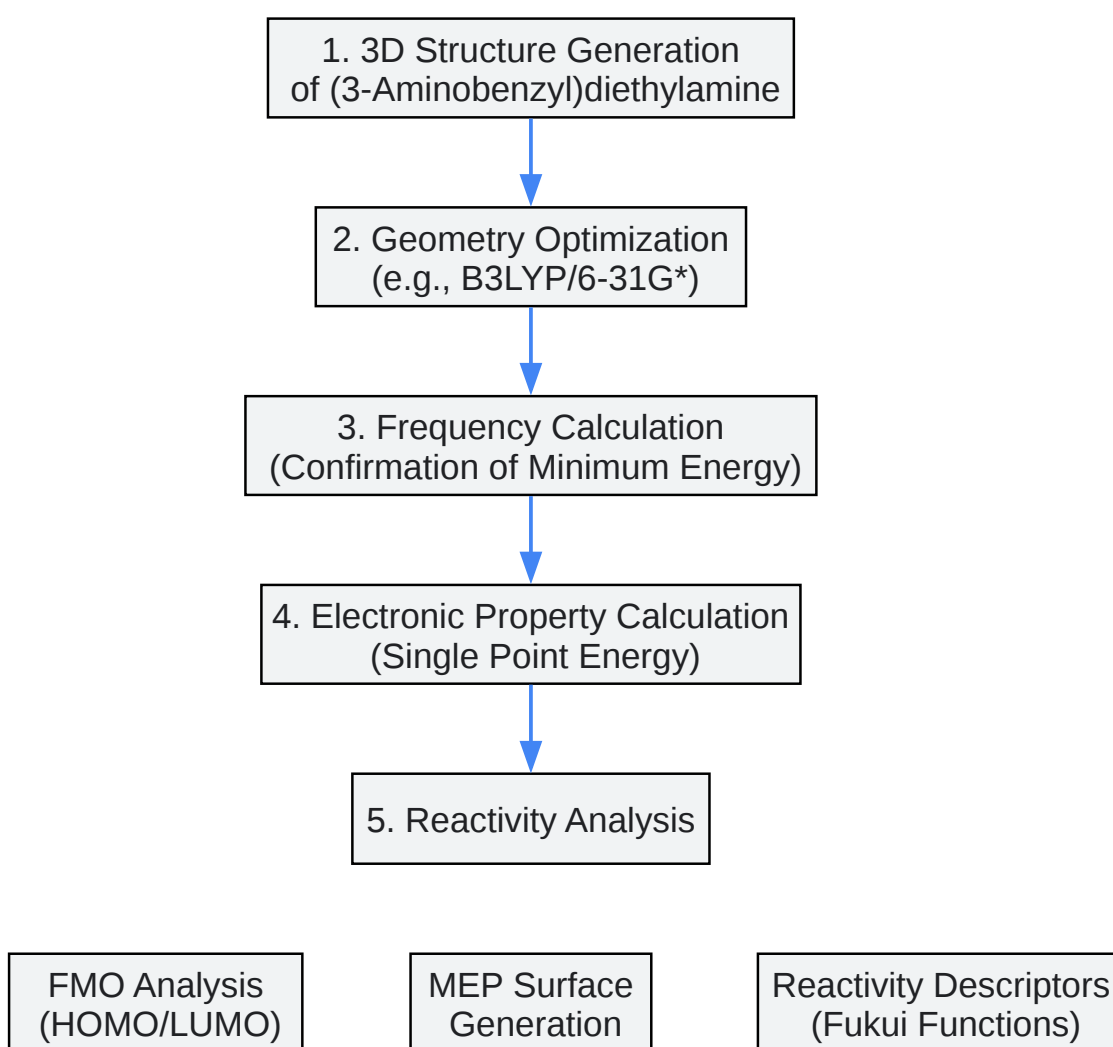 1. 3D Structure Generation
of (3-Aminobenzyl)diethylamine
2. Geometry Optimization
(e.g., B3LYP/6-31G*)
3. Frequency Calculation
(Confirmation of Minimum Energy)
4. Electronic Property Calculation
(Single Point Energy)
5. Reactivity Analysis
FMO Analysis
(HOMO/LUMO)
MEP Surface
Generation
Reactivity Descriptors
(Fukui Functions)